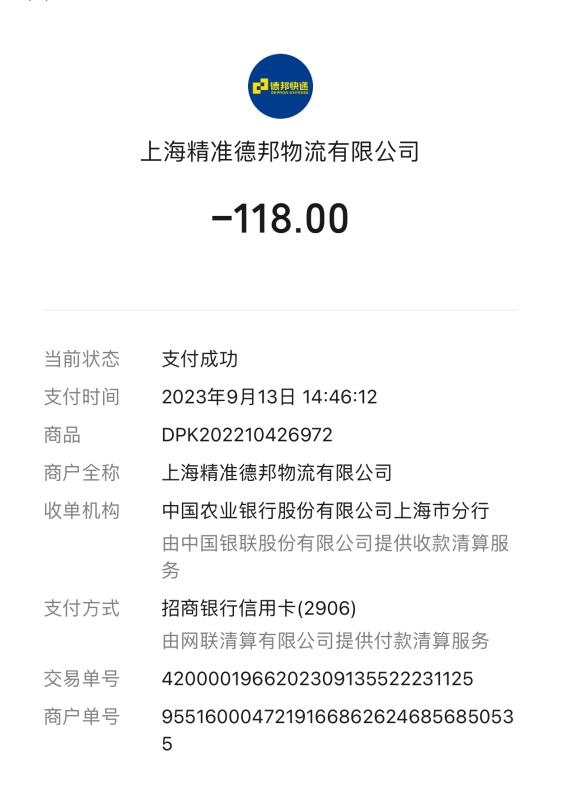 德邦快递
DEPPON EXPRESS
上海精准德邦物流有限公司
-118.00
当前状态 支付成功
支付时间 2023年9月13日 14:46:12
商品 DPK202210426972
商户全称 上海精准德邦物流有限公司
收单机构 中国农业银行股份有限公司上海市分行
由中国银联股份有限公司提供收款清算服
务
支付方式 招商银行信用卡(2906)
由网联清算有限公司提供付款清算服务
交易单号 4200001966202309135522231125
商户单号 955160004721916686262468568505 3
5